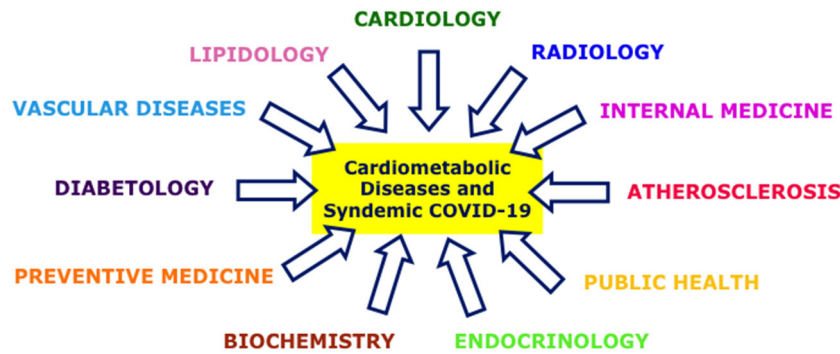 CARDIOLOGY
LIPIDOLOGY
RADIOLOGY
VASCULAR DISEASES
INTERNAL MEDICINE
Cardiometabolic
Diseases and
Syndemic COVID-19
DIABETOLOGY
ATHEROSCLEROSIS
PREVENTIVE MEDICINE
PUBLIC HEALTH
BIOCHEMISTRY
ENDOCRINOLOGY